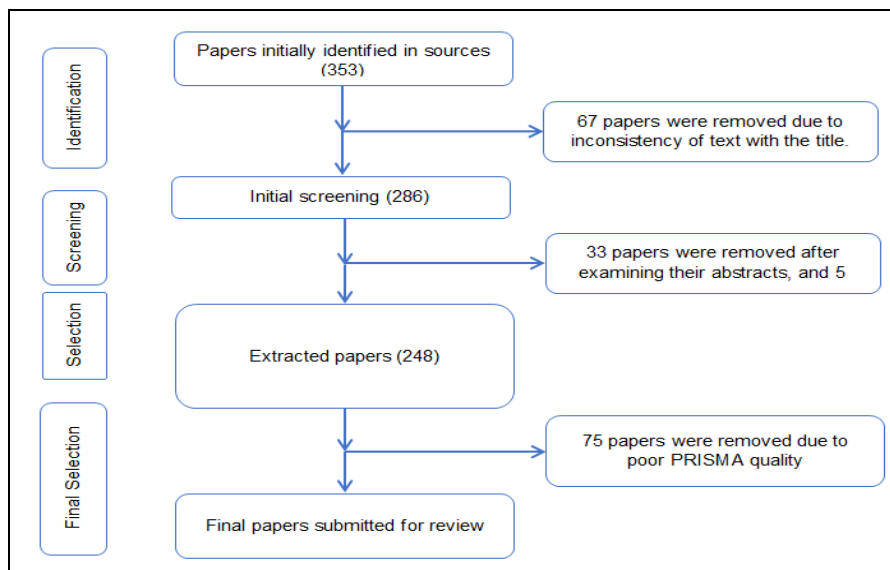 Identification
Papers initially identified in sources
(353)
67 papers were removed due to
inconsistency of text with the title.
Screening
Initial screening (286)
33 papers were removed after
examining their abstracts, and 5
Selection
Extracted papers (248)
Final Selection
75 papers were removed due to
poor PRISMA quality
Final papers submitted for review